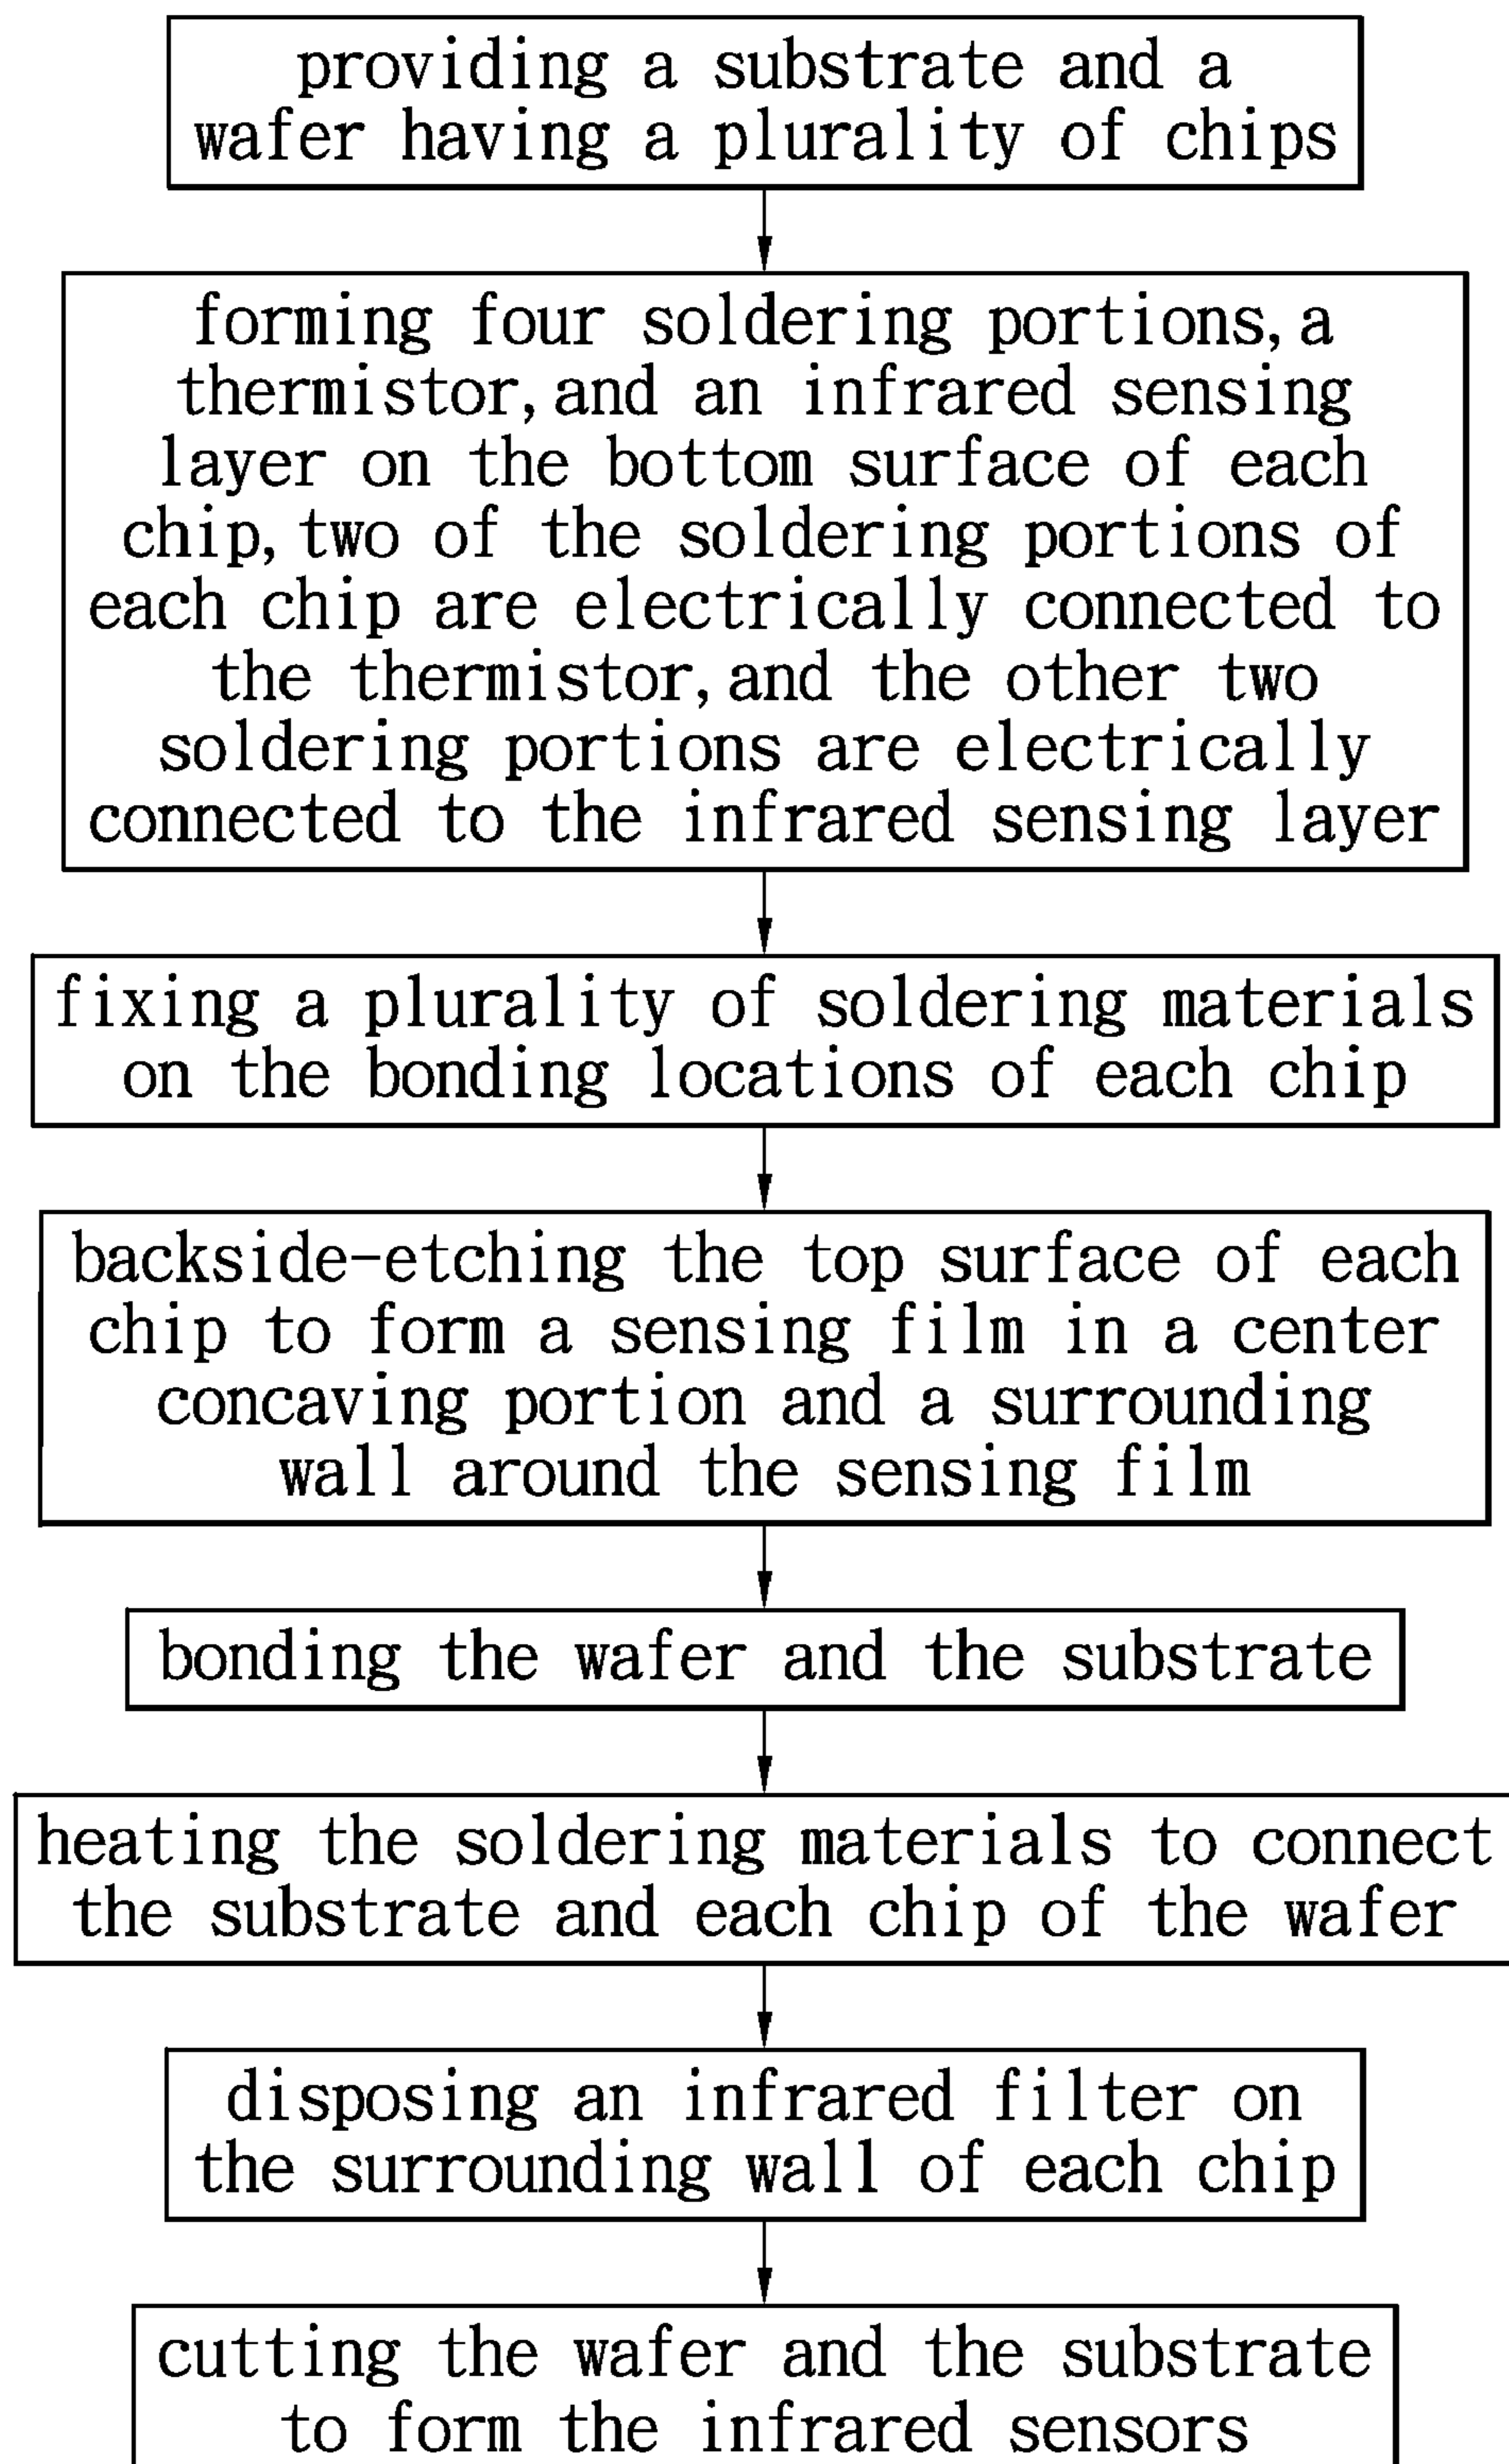 providing a substrate and a
wafer having a plurality of chips
forming four soldering portions, a
thermistor, and an infrared sensing
layer on the bottom surface of each
chip, two of the soldering portions of
each chip are electrically connected to
the thermistor, and the other two
soldering portions are electrically
connected to the infrared sensing layer
fixing a plurality of soldering materials
on the bonding locations of each chip
backside-etching the top surface of each
chip to form a sensing film in a center
concaving portion and a surrounding
wall around the sensing film
bonding the wafer and the substrate
heating the soldering materials to connect
the substrate and each chip of the wafer
disposing an infrared filter on
the surrounding wall of each chip
cutting the wafer and the substrate
to form the infrared sensors